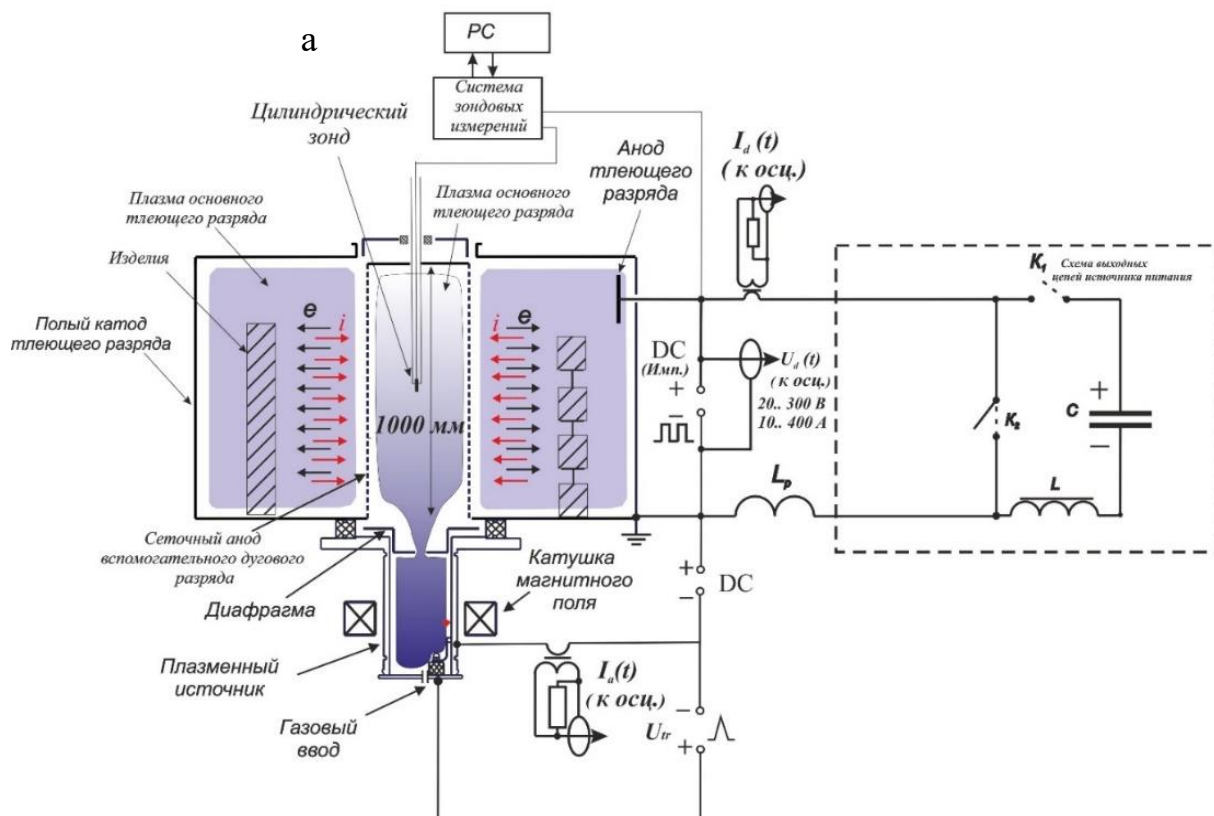 а
PC
Система
зондовых
измерений
Цилиндрический
зонд
I_d (t)
( к осц.)
Анод
тлеющего
разряда
Плазма основного
тлеющего разряда
Плазма основного
тлеющего разряда
Изделия
K₁
Схема выходных
цепей источника питания
Полый катод
тлеющего разряда
e
i
i
e
DC
(Имп.)
+
−
U_d (t)
( к осц.)
20.. 300 В
10.. 400 А
1000 мм
K₂
C
+
−
L_p
L
Сеточный анод
вспомогательного дугового
разряда
Диафрагма
Катушка
магнитного
поля
+
−
DC
Плазменный
источник
Газовый
ввод
I_a(t)
( к осц.)
−
U_tr
+